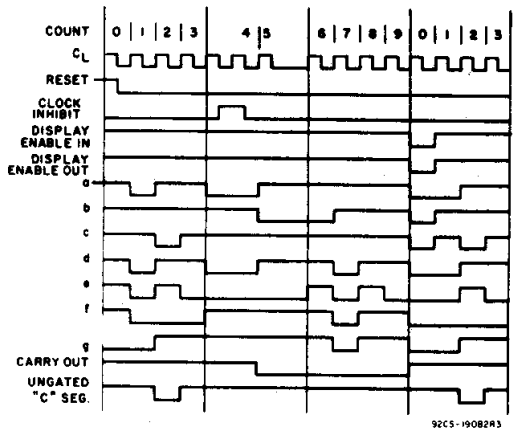 COUNT 0 1 2 3 4 5 6 7 8 9 0 1 2 3
CL
RESET
CLOCK
INHIBIT
DISPLAY
ENABLE IN
DISPLAY
ENABLE OUT
a
b
c
d
e
f
g
CARRY OUT
UNGATED
"C" SEG.
92CS-19082R3